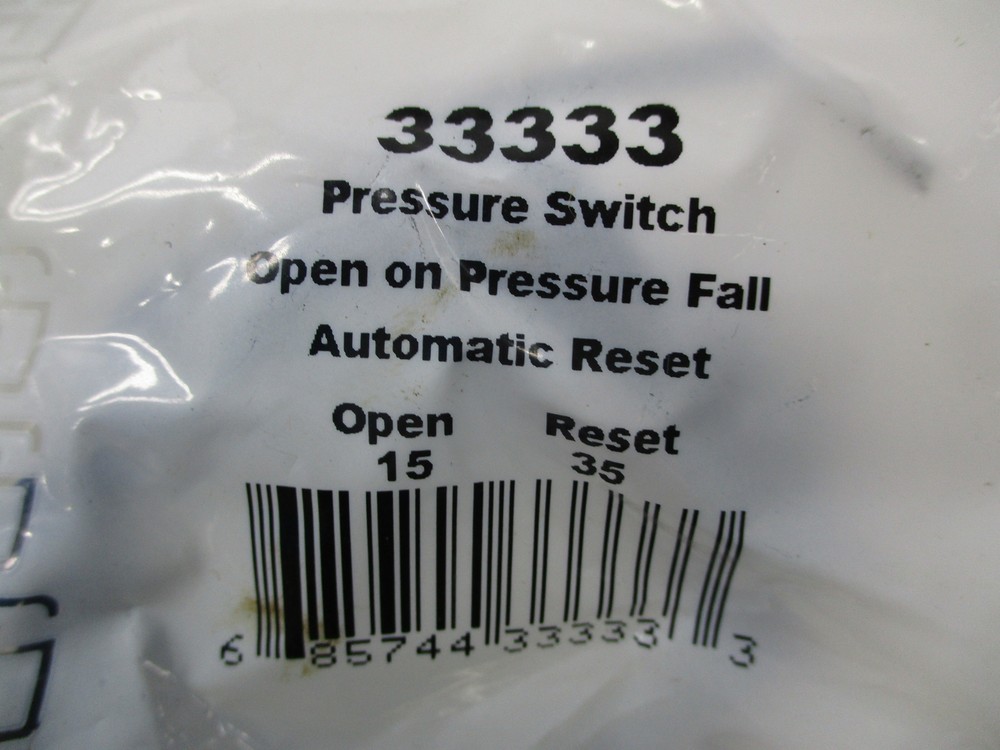 33333
Pressure Switch
Open on Pressure Fall
Automatic Reset
Open Reset
15 35
6 85744 33333 3